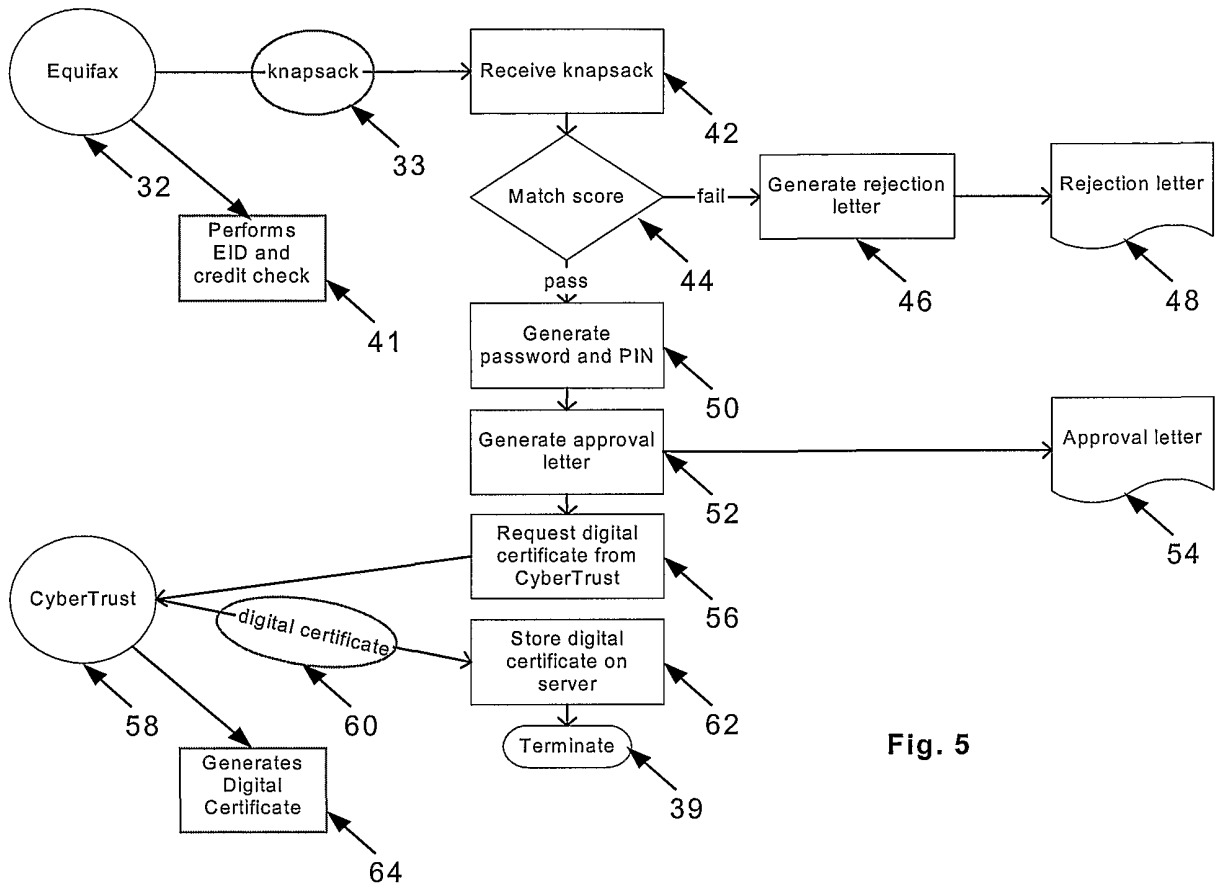 Equifax
knapsack
Receive knapsack
42
33
32
Match score
fail
Generate rejection
letter
Rejection letter
Performs
EID and
credit check
44
46
48
pass
41
Generate
password and PIN
50
Generate approval
letter
Approval letter
52
54
Request digital
certificate from
CyberTrust
CyberTrust
56
digital certificate
Store digital
certificate on
server
58
60
62
Terminate
Fig. 5
Generates
Digital
Certificate
39
64